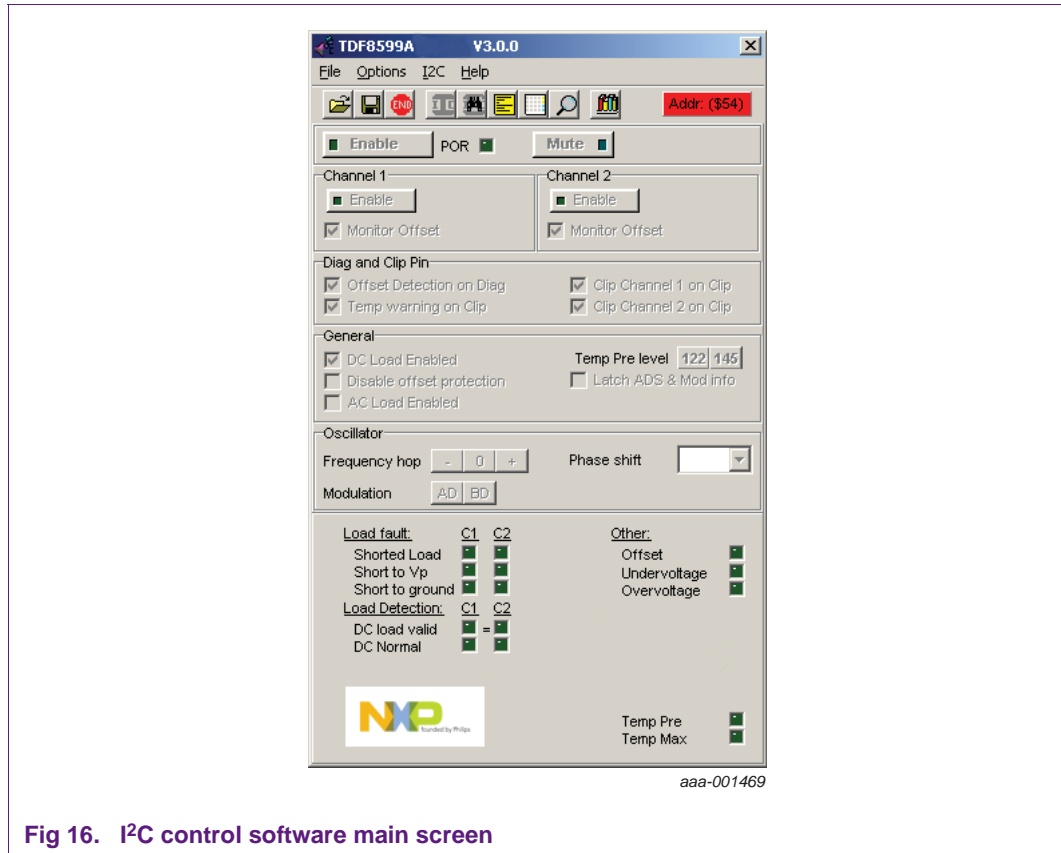 TDF8599A V3.0.0
File Options I2C Help
END Addr: ($54)
Enable POR Mute
Channel 1 Channel 2
Enable Enable
Monitor Offset Monitor Offset
Diag and Clip Pin
Offset Detection on Diag Clip Channel 1 on Clip
Temp warning on Clip Clip Channel 2 on Clip
General
DC Load Enabled Temp Pre level 122 145
Disable offset protection Latch ADS & Mod info
AC Load Enabled
Oscillator
Frequency hop - 0 + Phase shift
Modulation AD BD
Load fault: C1 C2 Other:
Shorted Load Offset
Short to Vp Undervoltage
Short to ground Overvoltage
Load Detection: C1 C2
DC load valid =
DC Normal
NXP
founded by Philips
Temp Pre
Temp Max
aaa-001469
Fig 16. I²C control software main screen